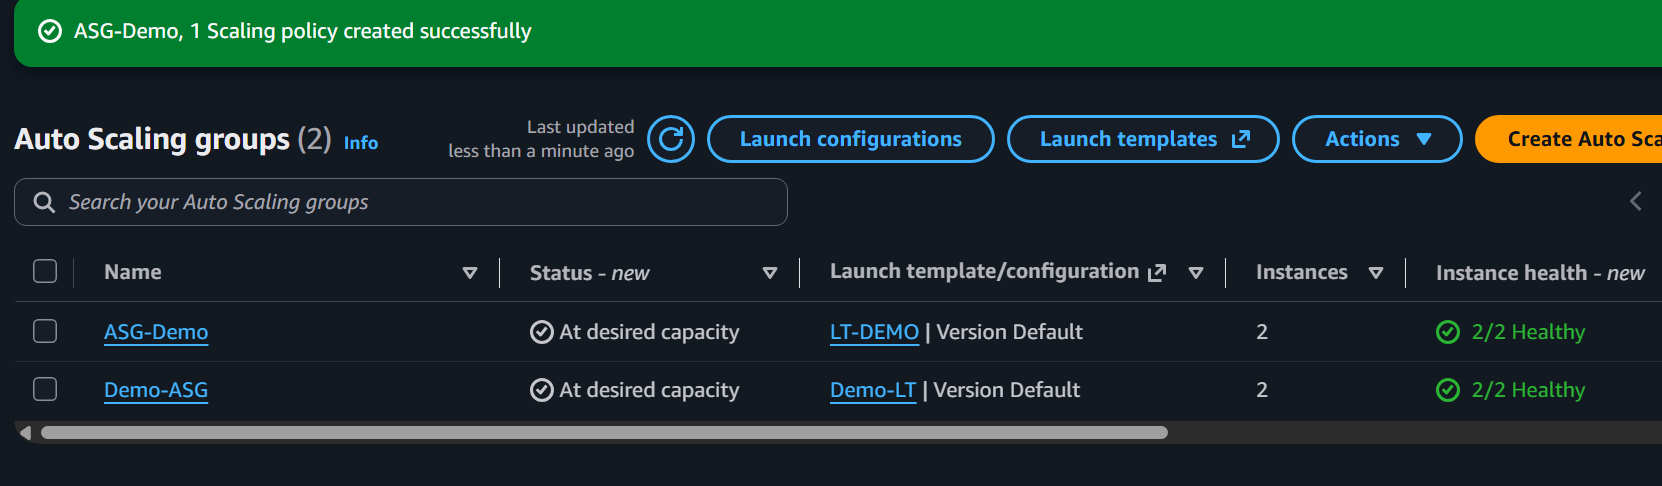 ASG-Demo, 1 Scaling policy created successfully
Auto Scaling groups (2) Info
Last updated
less than a minute ago
Launch configurations
Launch templates
Actions
Create Auto Sca
Search your Auto Scaling groups
Name Status - new Launch template/configuration Instances Instance health - new
ASG-Demo At desired capacity LT-DEMO | Version Default 2 2/2 Healthy
Demo-ASG At desired capacity Demo-LT | Version Default 2 2/2 Healthy